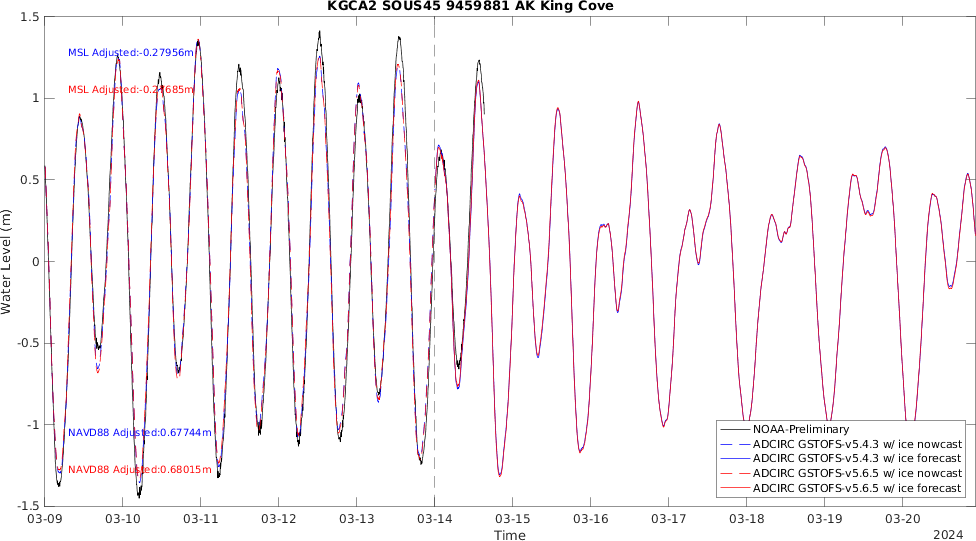 KGCA2 SOUS45 9459881 AK King Cove
1.5
1
0.5
0
-0.5
-1
-1.5
Water Level (m)
MSL Adjusted:-0.27956m
MSL Adjusted:-0.27685m
NAVD88 Adjusted:0.67744m
NAVD88 Adjusted:0.68015m
NOAA-Preliminary
ADCIRC GSTOFS-v5.4.3 w/ ice nowcast
ADCIRC GSTOFS-v5.4.3 w/ ice forecast
ADCIRC GSTOFS-v5.6.5 w/ ice nowcast
ADCIRC GSTOFS-v5.6.5 w/ ice forecast
03-09 03-10 03-11 03-12 03-13 03-14 03-15 03-16 03-17 03-18 03-19 03-20
Time
2024